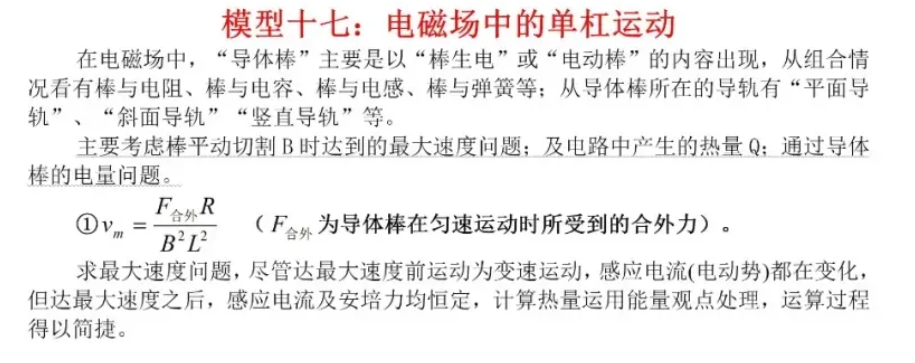 模型十七：电磁场中的单杠运动
在电磁场中，“导体棒”主要是以“棒生电”或“电动棒”的内容出现，从组合情
况看有棒与电阻、棒与电容、棒与电感、棒与弹簧等；从导体棒所在的导轨有“平面导
轨”、“斜面导轨”“竖直导轨”等。
主要考虑棒平动切割 B 时达到的最大速度问题；及电路中产生的热量 Q；通过导体
棒的电量问题。
①v_m = F_合外 R / B²L² （F_合外 为导体棒在匀速运动时所受到的合外力）。
求最大速度问题，尽管达最大速度前运动为变速运动，感应电流(电动势)都在变化，
但达最大速度之后，感应电流及安培力均恒定，计算热量运用能量观点处理，运算过程
得以简捷。